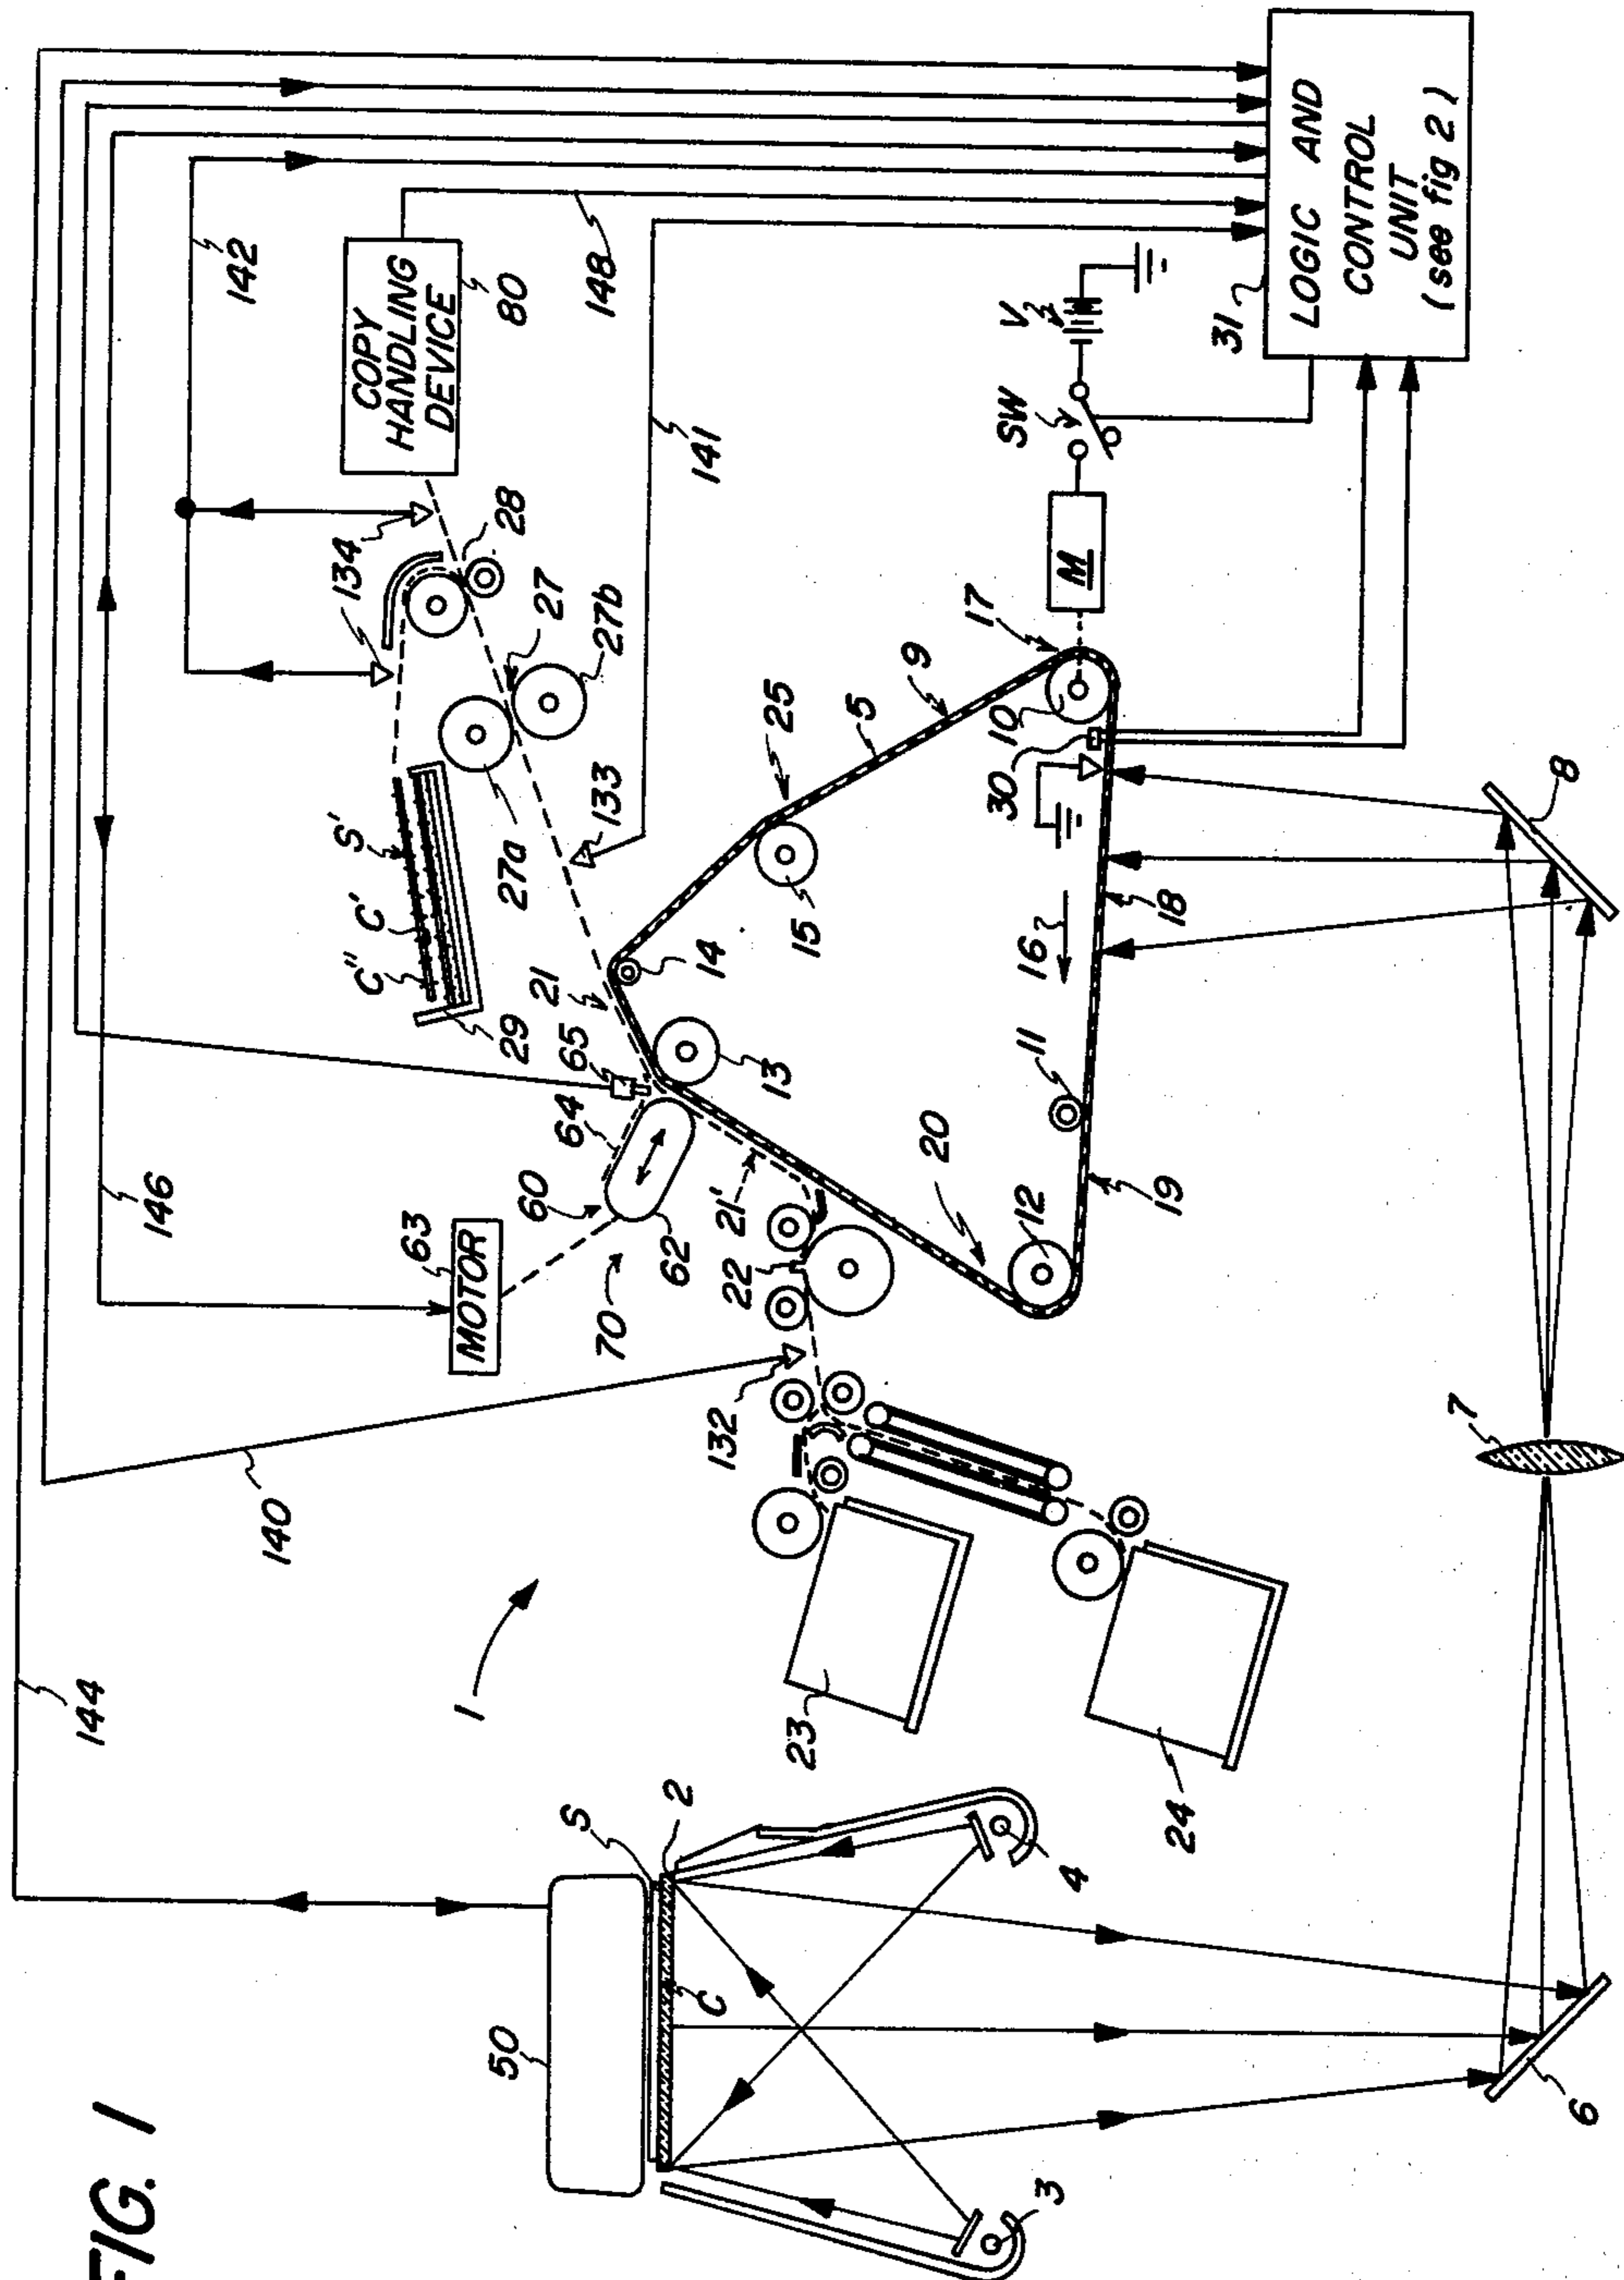 FIG. 1
144
140
146
142
148
141
50
S
2
C
3
4
6
7
8
1
23
24
132
22
70
60
62
63
MOTOR
64
65
21'
21
29
C"
C'
S'
134
28
27
27a
27b
133
COPY
HANDLING
DEVICE
80
20
12
11
19
13
14
15
16
18
25
5
9
17
10
30
M
SW
V2
31
LOGIC AND
CONTROL
UNIT
(see fig 2)